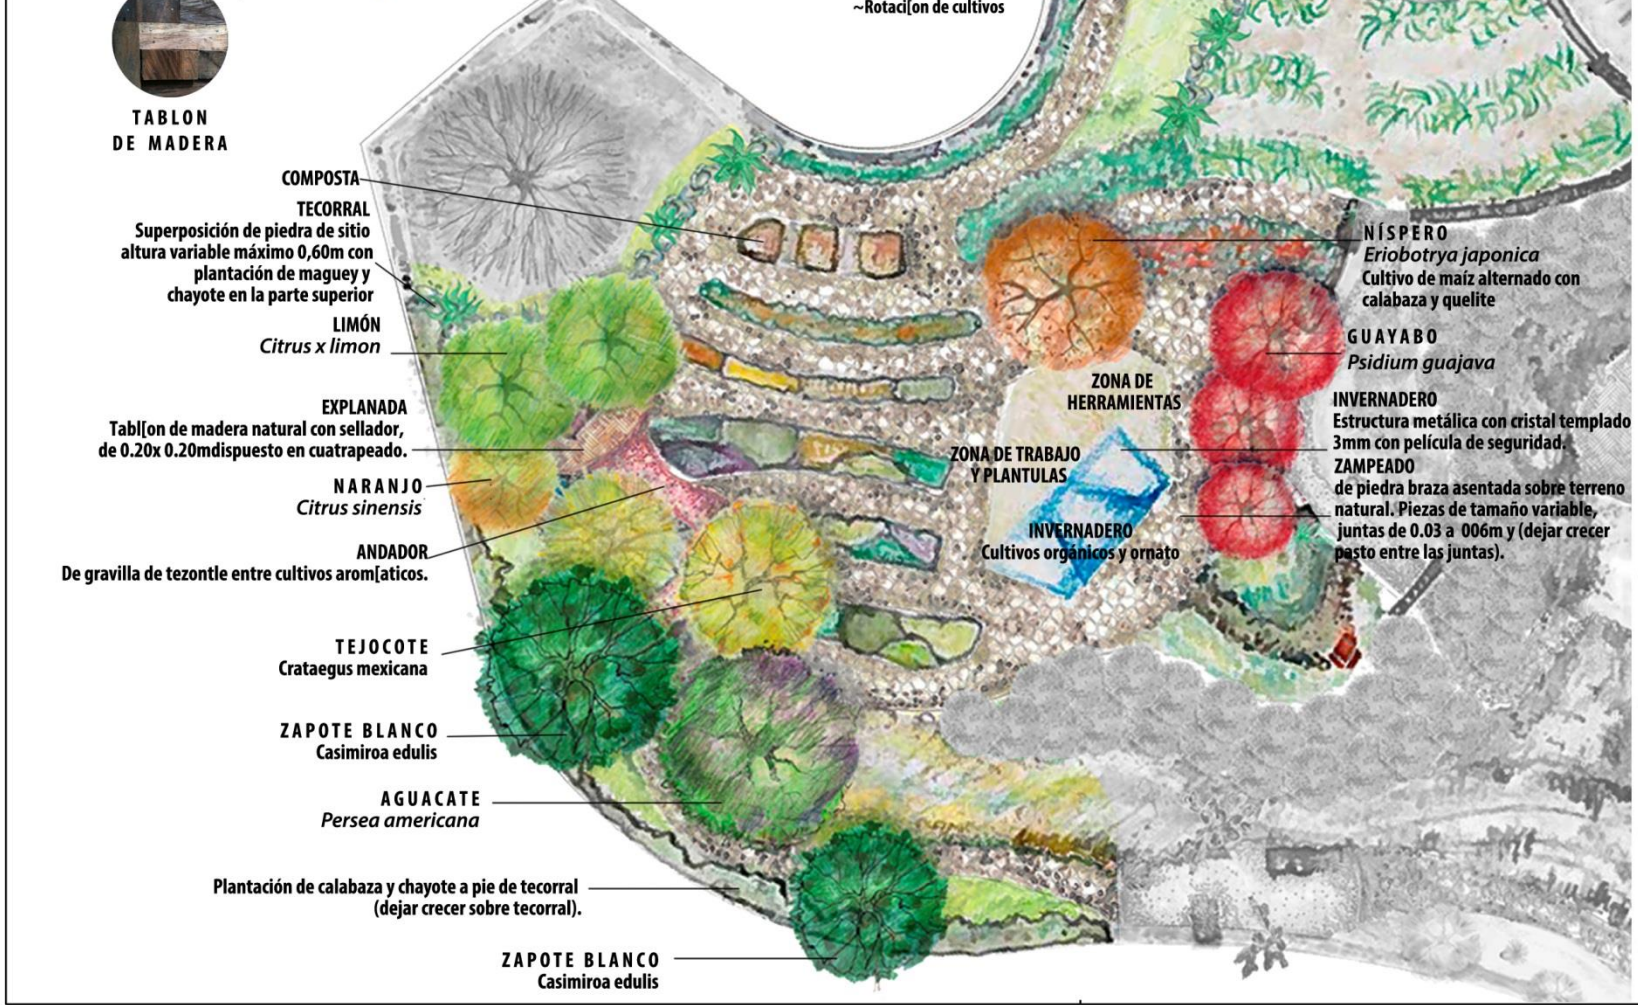 ~Rotaci[on de cultivos
TABLON
DE MADERA
COMPOSTA
TECORRAL
Superposición de piedra de sitio
altura variable máximo 0,60m con
plantación de maguey y
chayote en la parte superior
LIMÓN
Citrus x limon
EXPLANADA
Tabl[on de madera natural con sellador,
de 0.20x 0.20mdispuesto en cuatrapeado.
NARANJO
Citrus sinensis
ANDADOR
De gravilla de tezontle entre cultivos arom[aticos.
TEJOCOTE
Crataegus mexicana
ZAPOTE BLANCO
Casimiroa edulis
AGUACATE
Persea americana
Plantación de calabaza y chayote a pie de tecorral
(dejar crecer sobre tecorral).
ZAPOTE BLANCO
Casimiroa edulis
ZONA DE
HERRAMIENTAS
ZONA DE TRABAJO
Y PLANTULAS
INVERNADERO
Cultivos orgánicos y ornato
NÍSPERO
Eriobotrya japonica
Cultivo de maíz alternado con
calabaza y quelite
GUAYABO
Psidium guajava
INVERNADERO
Estructura metálica con cristal templado
3mm con película de seguridad.
ZAMPEADO
de piedra braza asentada sobre terreno
natural. Piezas de tamaño variable,
juntas de 0.03 a 006m y (dejar crecer
pasto entre las juntas).